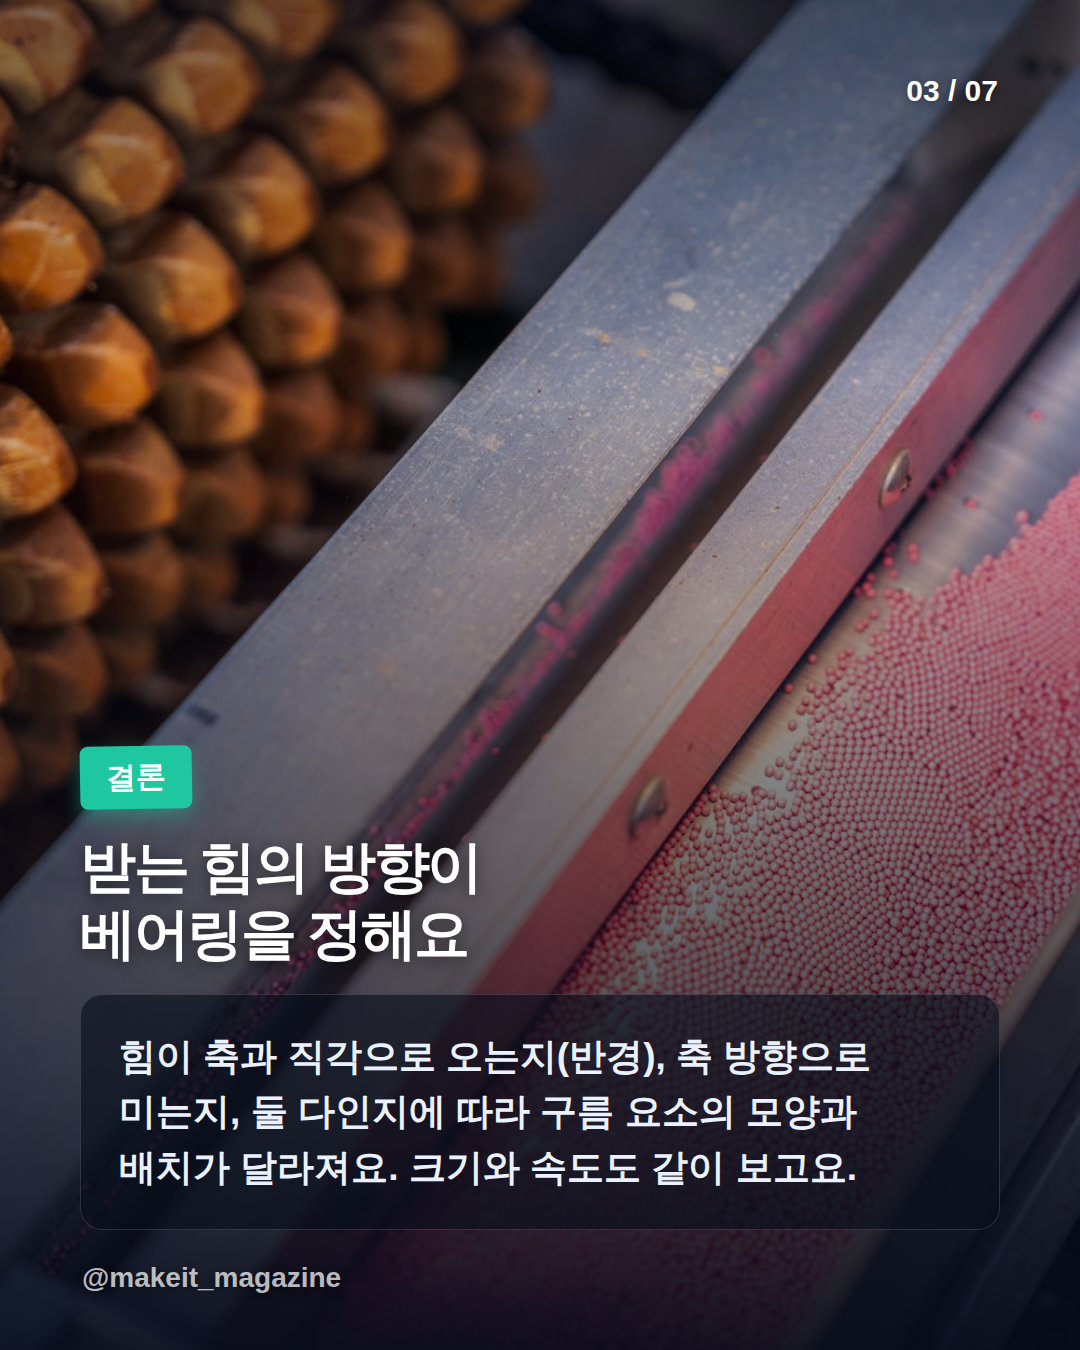 03 / 07
결론
받는 힘의 방향이
베어링을 정해요
힘이 축과 직각으로 오는지(반경), 축 방향으로
미는지, 둘 다인지에 따라 구름 요소의 모양과
배치가 달라져요. 크기와 속도도 같이 보고요.
@makeit_magazine